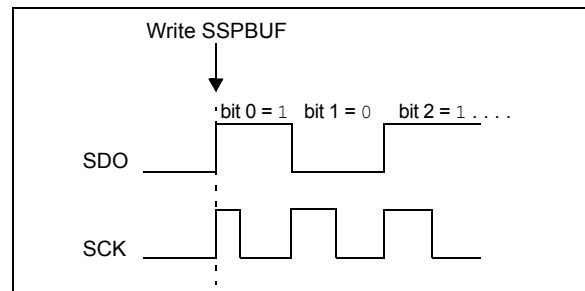 Write SSPBUF
bit 0 = 1 bit 1 = 0 bit 2 = 1 . . . .
SDO
SCK